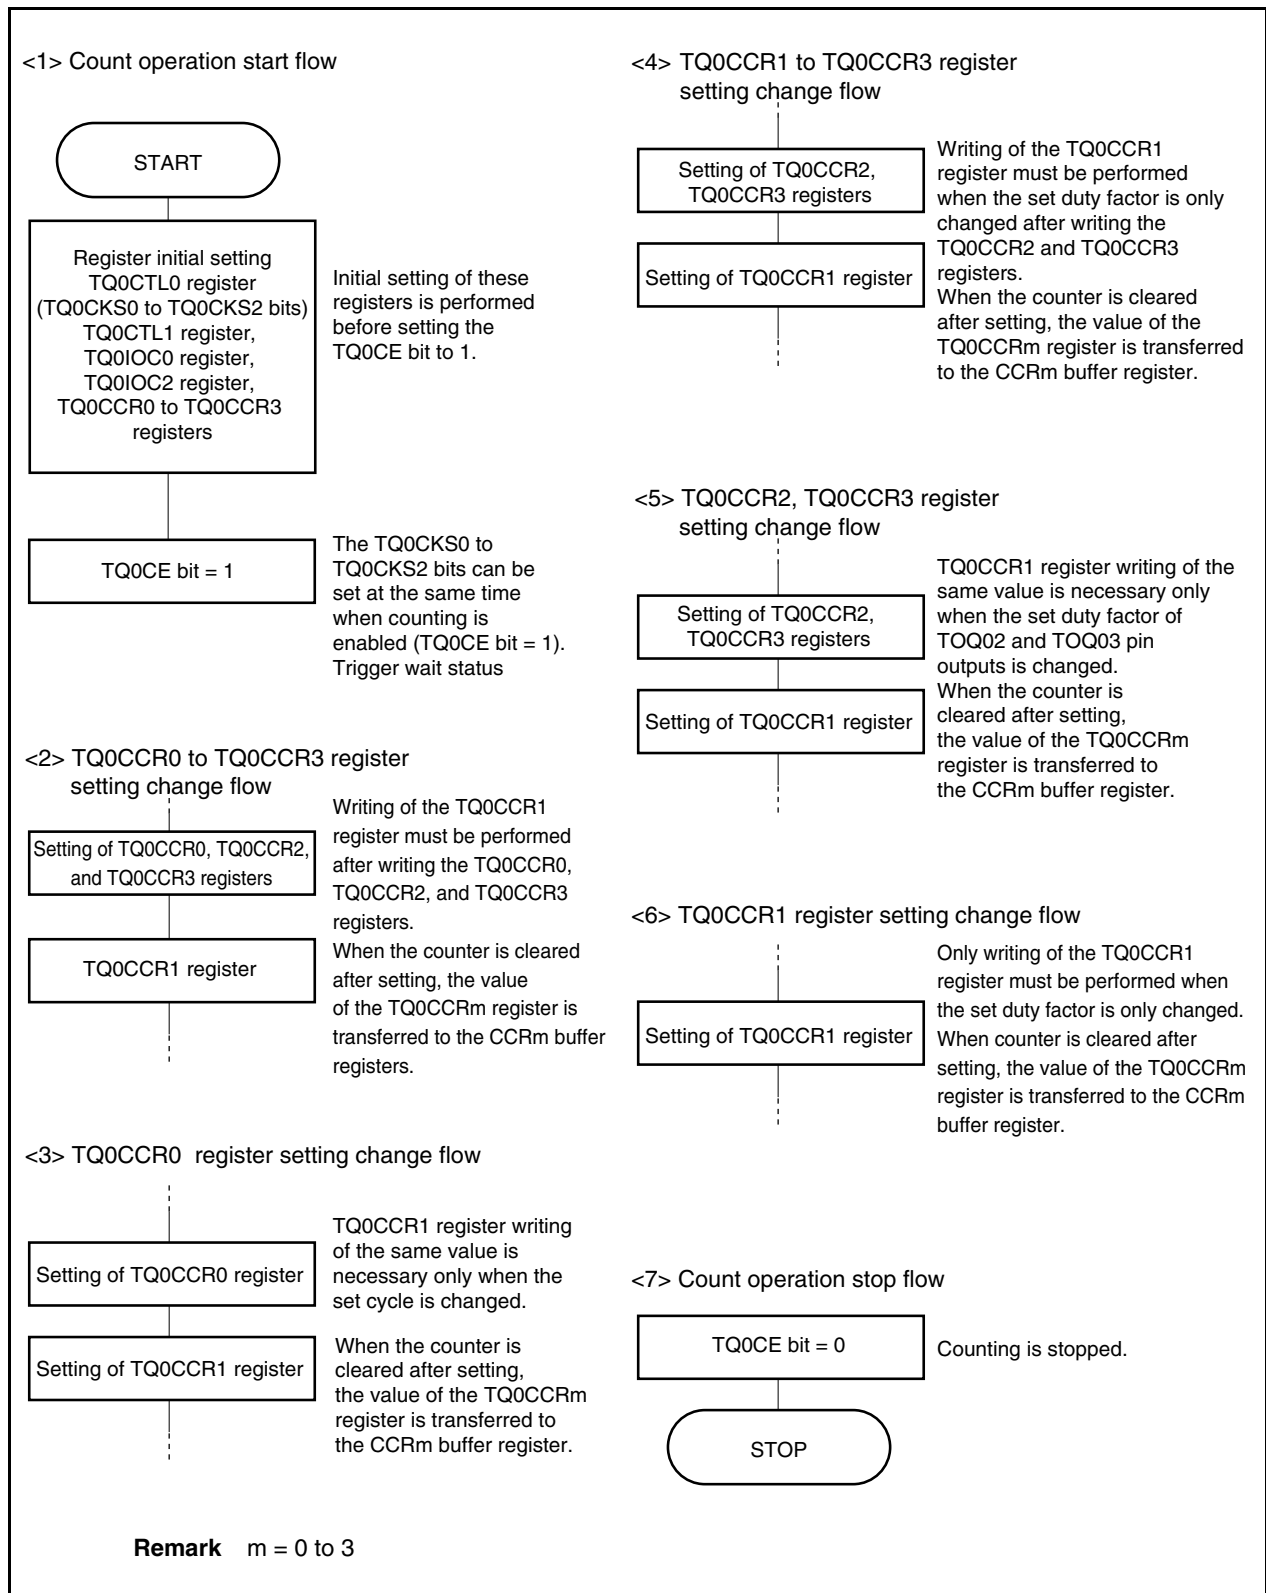 <1> Count operation start flow
START
Register initial setting
TQ0CTL0 register
(TQ0CKS0 to TQ0CKS2 bits)
TQ0CTL1 register,
TQ0IOC0 register,
TQ0IOC2 register,
TQ0CCR0 to TQ0CCR3
registers
Initial setting of these
registers is performed
before setting the
TQ0CE bit to 1.
TQ0CE bit = 1
The TQ0CKS0 to
TQ0CKS2 bits can be
set at the same time
when counting is
enabled (TQ0CE bit = 1).
Trigger wait status
<2> TQ0CCR0 to TQ0CCR3 register
setting change flow
Setting of TQ0CCR0, TQ0CCR2,
and TQ0CCR3 registers
TQ0CCR1 register
Writing of the TQ0CCR1
register must be performed
after writing the TQ0CCR0,
TQ0CCR2, and TQ0CCR3
registers.
When the counter is cleared
after setting, the value
of the TQ0CCRm register is
transferred to the CCRm buffer
registers.
<3> TQ0CCR0 register setting change flow
Setting of TQ0CCR0 register
TQ0CCR1 register writing
of the same value is
necessary only when the
set cycle is changed.
Setting of TQ0CCR1 register
When the counter is
cleared after setting,
the value of the TQ0CCRm
register is transferred to
the CCRm buffer register.
<4> TQ0CCR1 to TQ0CCR3 register
setting change flow
Setting of TQ0CCR2,
TQ0CCR3 registers
Setting of TQ0CCR1 register
Writing of the TQ0CCR1
register must be performed
when the set duty factor is only
changed after writing the
TQ0CCR2 and TQ0CCR3
registers.
When the counter is cleared
after setting, the value of the
TQ0CCRm register is transferred
to the CCRm buffer register.
<5> TQ0CCR2, TQ0CCR3 register
setting change flow
Setting of TQ0CCR2,
TQ0CCR3 registers
Setting of TQ0CCR1 register
TQ0CCR1 register writing of the
same value is necessary only
when the set duty factor of
TOQ02 and TOQ03 pin
outputs is changed.
When the counter is
cleared after setting,
the value of the TQ0CCRm
register is transferred to
the CCRm buffer register.
<6> TQ0CCR1 register setting change flow
Setting of TQ0CCR1 register
Only writing of the TQ0CCR1
register must be performed when
the set duty factor is only changed.
When counter is cleared after
setting, the value of the TQ0CCRm
register is transferred to the CCRm
buffer register.
<7> Count operation stop flow
TQ0CE bit = 0
Counting is stopped.
STOP
Remark m = 0 to 3